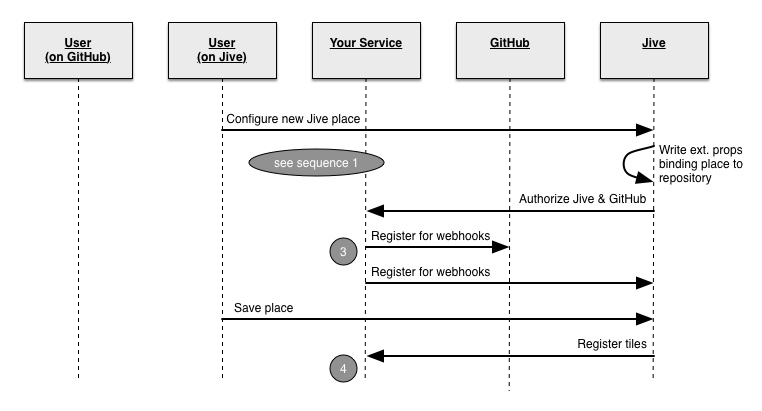 User
(on GitHub)
User
(on Jive)
Your Service
GitHub
Jive
Configure new Jive place
see sequence 1
Write ext. props
binding place to
repository
Authorize Jive & GitHub
3
Register for webhooks
Register for webhooks
Save place
Register tiles
4